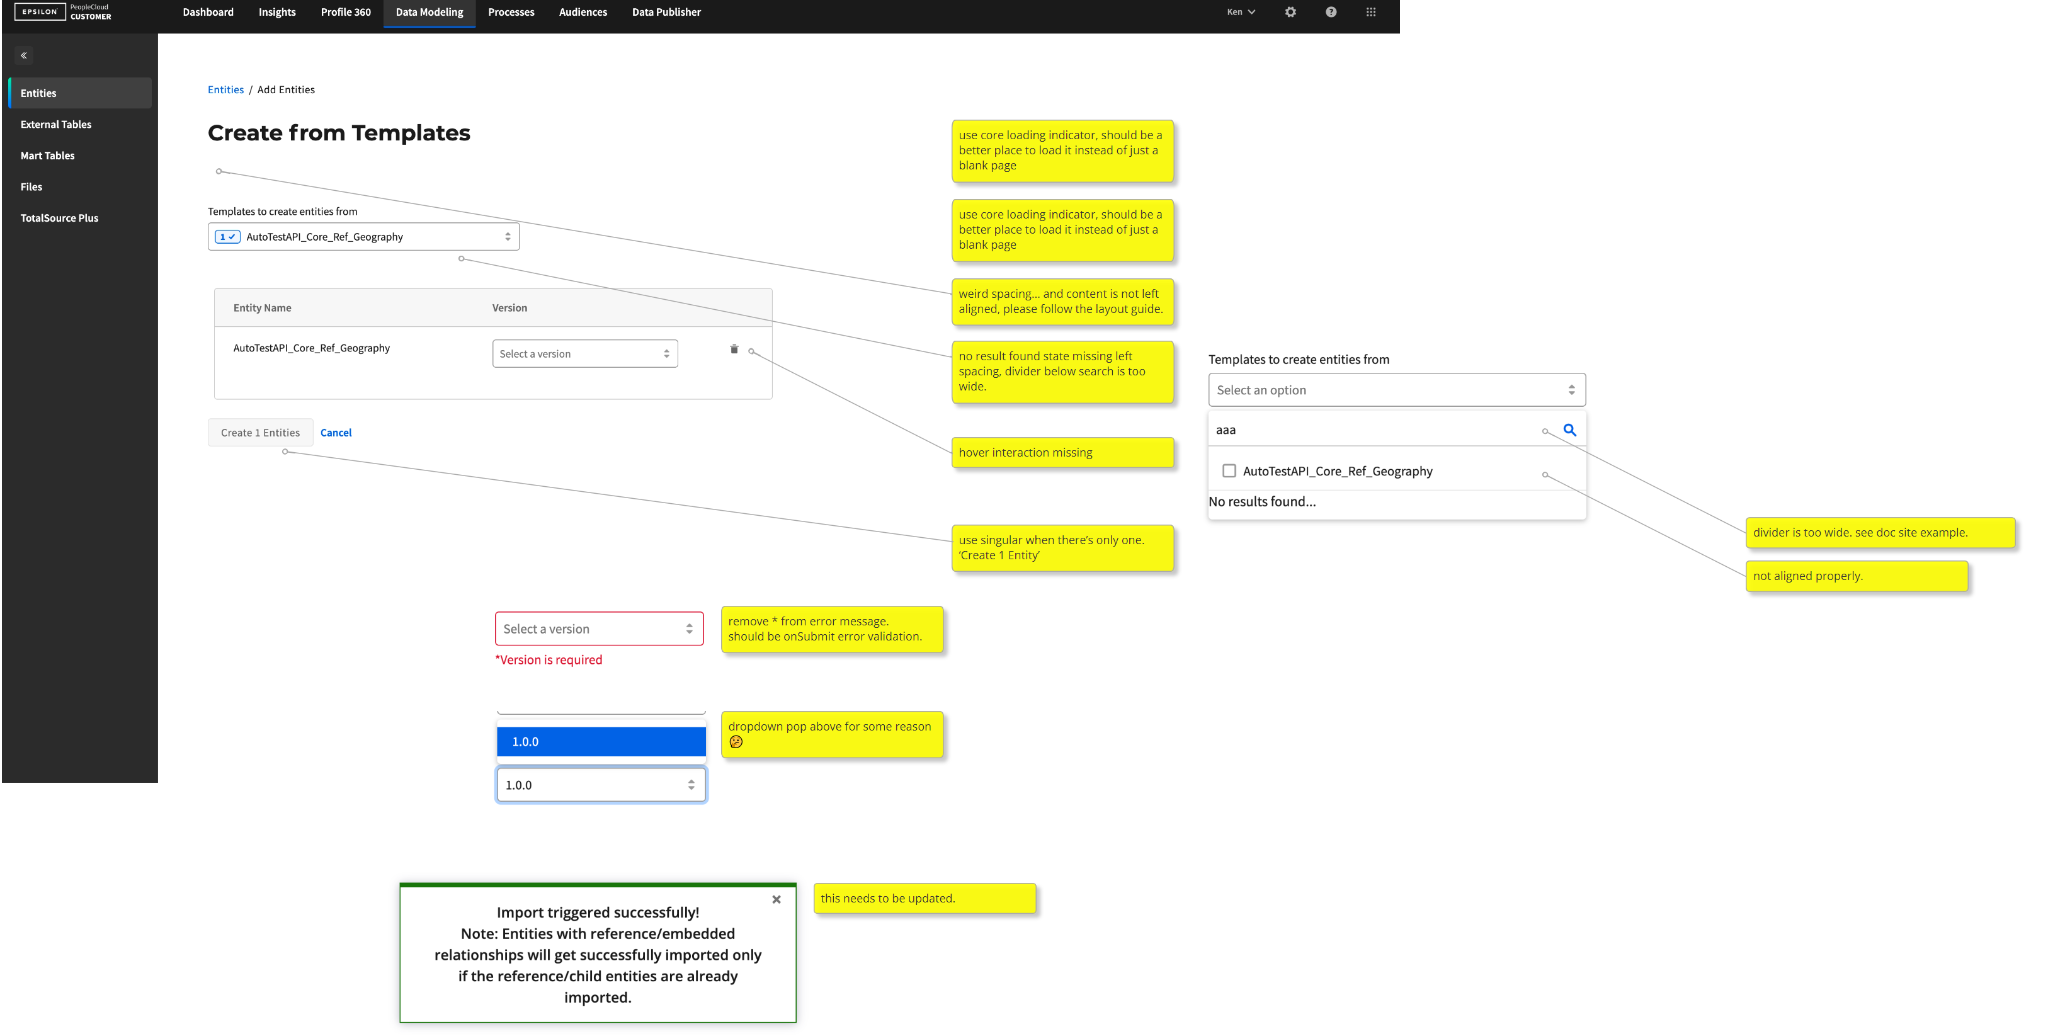 EPSILON PeopleCloud
CUSTOMER
Dashboard Insights Profile 360 Data Modeling Processes Audiences Data Publisher Ken
Entities
External Tables
Mart Tables
Files
TotalSource Plus
Entities / Add Entities
Create from Templates
Templates to create entities from
1 AutoTestAPI_Core_Ref_Geography
Entity Name Version
AutoTestAPI_Core_Ref_Geography Select a version
Create 1 Entities Cancel
use core loading indicator, should be a
better place to load it instead of just a
blank page
use core loading indicator, should be a
better place to load it instead of just a
blank page
weird spacing... and content is not left
aligned, please follow the layout guide.
no result found state missing left
spacing, divider below search is too
wide.
hover interaction missing
use singular when there's only one.
'Create 1 Entity'
Templates to create entities from
Select an option
aaa
AutoTestAPI_Core_Ref_Geography
No results found...
divider is too wide. see doc site example.
not aligned properly.
Select a version
*Version is required
remove * from error message.
should be onSubmit error validation.
1.0.0
1.0.0
dropdown pop above for some reason
🤔
Import triggered successfully!
Note: Entities with reference/embedded
relationships will get successfully imported only
if the reference/child entities are already
imported.
this needs to be updated.